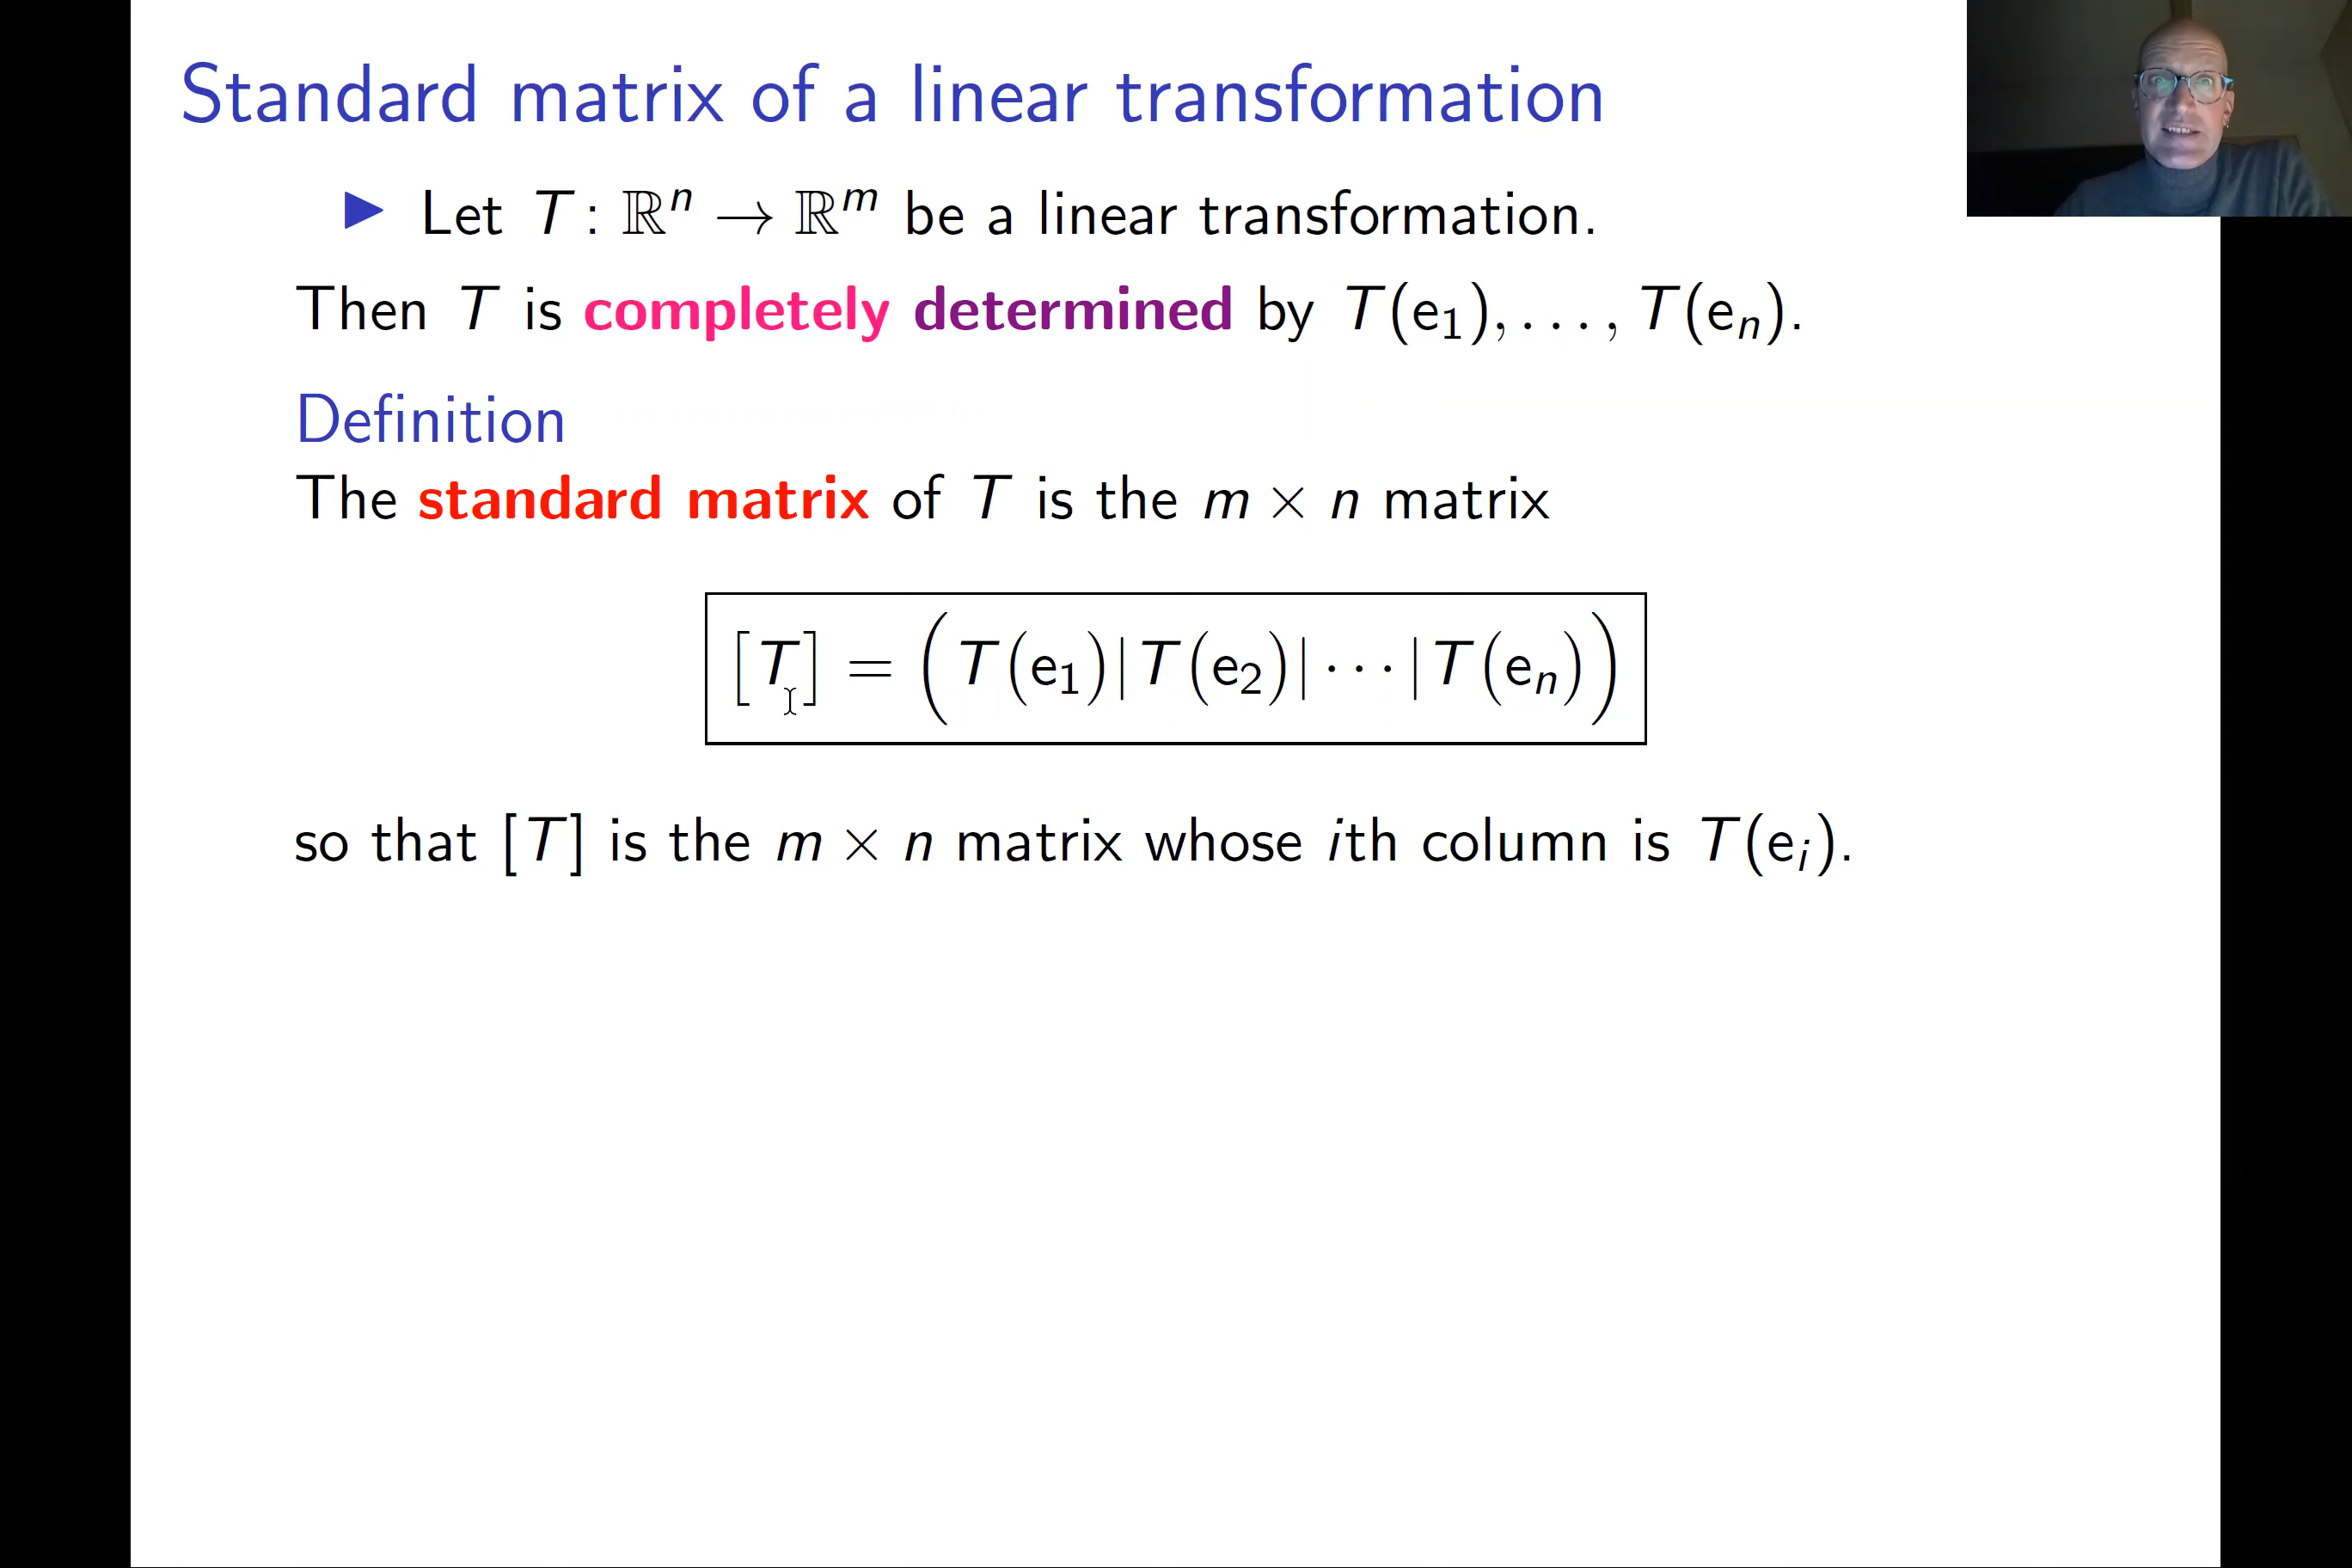 Standard matrix of a linear transformation
▶ Let T : ℝⁿ → ℝᵐ be a linear transformation.
Then T is completely determined by T(e₁), . . . , T(eₙ).
Definition
The standard matrix of T is the m × n matrix
[T] = (T(e₁)|T(e₂)| · · · |T(eₙ))
so that [T] is the m × n matrix whose ith column is T(eᵢ).